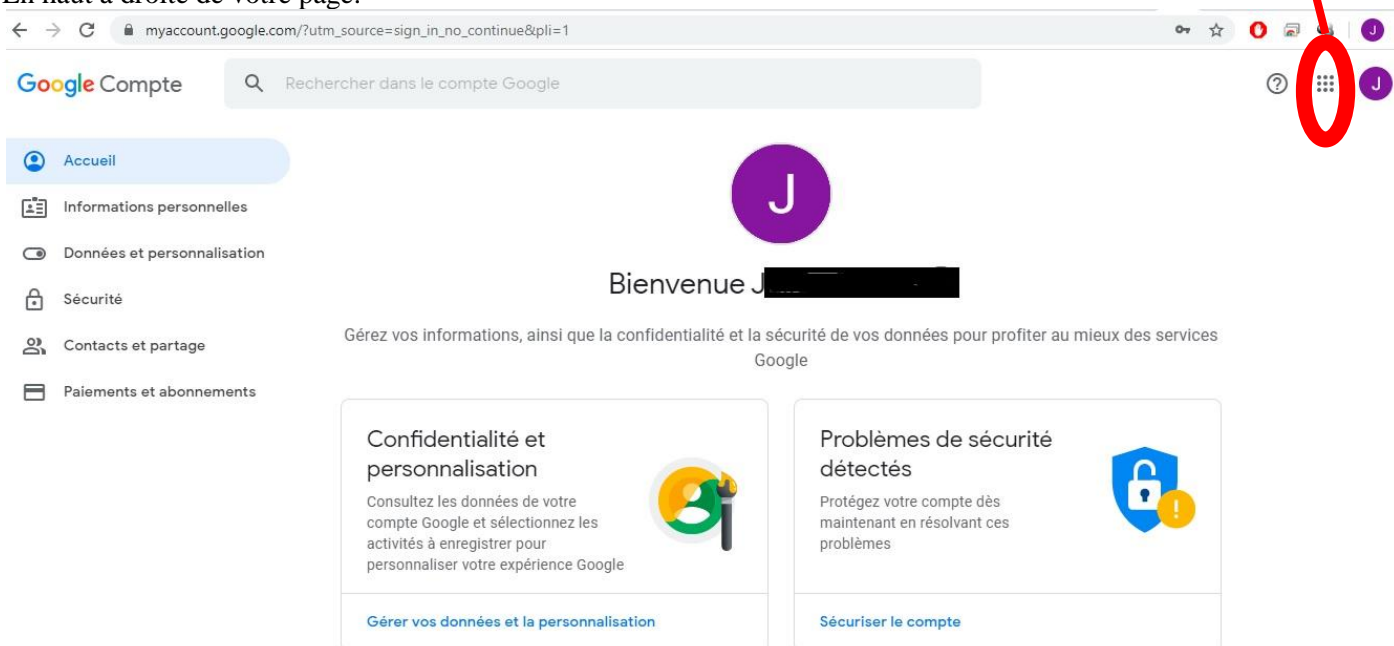 En haut à droite de votre page.
myaccount.google.com/?utm_source=sign_in_no_continue&pli=1
J
Google Compte
Rechercher dans le compte Google
J
Accueil
Informations personnelles
Données et personnalisation
Sécurité
Contacts et partage
Paiements et abonnements
J
Bienvenue J
Gérez vos informations, ainsi que la confidentialité et la sécurité de vos données pour profiter au mieux des services
Google
Confidentialité et
personnalisation
Consultez les données de votre
compte Google et sélectionnez les
activités à enregistrer pour
personnaliser votre expérience Google
Gérer vos données et la personnalisation
Problèmes de sécurité
détectés
Protégez votre compte dès
maintenant en résolvant ces
problèmes
Sécuriser le compte